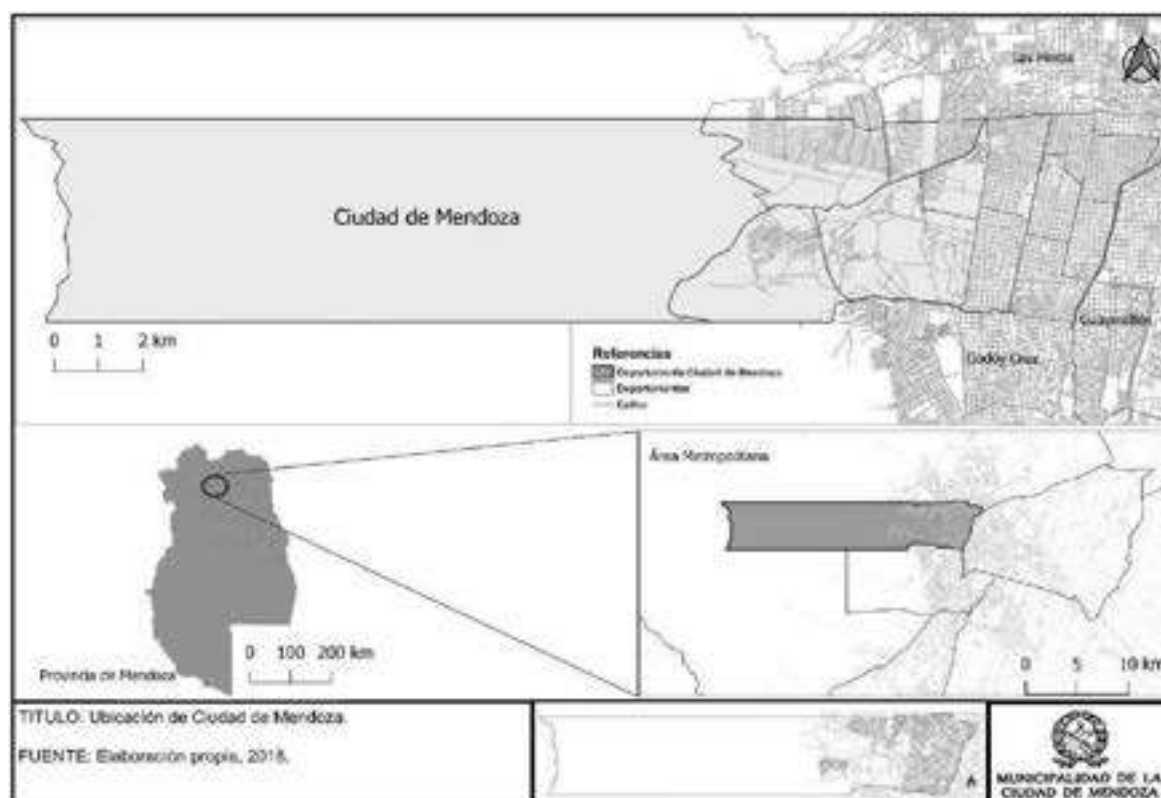 Las Heras
Ciudad de Mendoza
0 1 2 km
Guaymallén
Godoy Cruz
Referencias
Departamento Ciudad de Mendoza
Departamentos
Calles
Área Metropolitana
0 100 200 km
Provincia de Mendoza
0 5 10 km
TITULO: Ubicación de Ciudad de Mendoza.
FUENTE: Elaboración propia, 2018.
MUNICIPALIDAD DE LA
CIUDAD DE MENDOZA